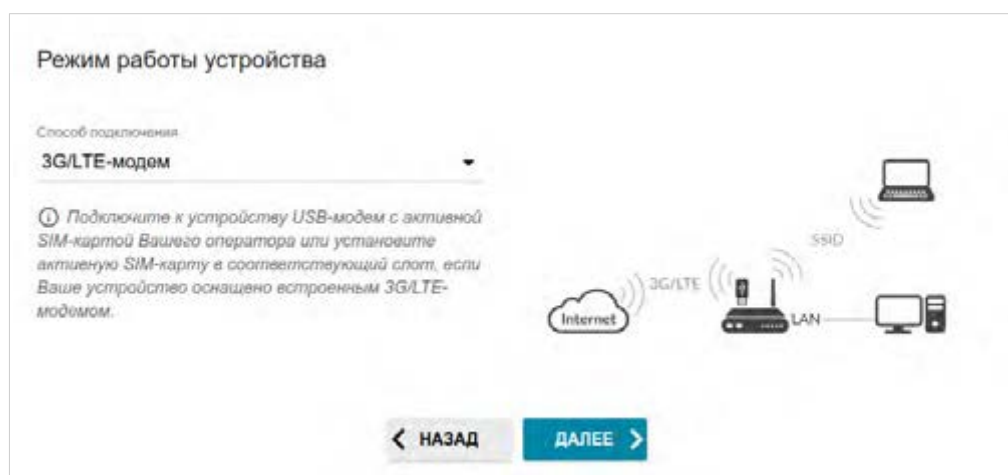 Режим работы устройства
Способ подключения
3G/LTE-модем
Подключите к устройству USB-модем с активной
SIM-картой Вашего оператора или установите
активную SIM-карту в соответствующий слот, если
Ваше устройство оснащено встроенным 3G/LTE-
модемом.
SSID
3G/LTE
Internet
LAN
НАЗАД
ДАЛЕЕ